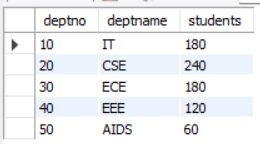 deptno deptname students
10 IT 180
20 CSE 240
30 ECE 180
40 EEE 120
50 AIDS 60